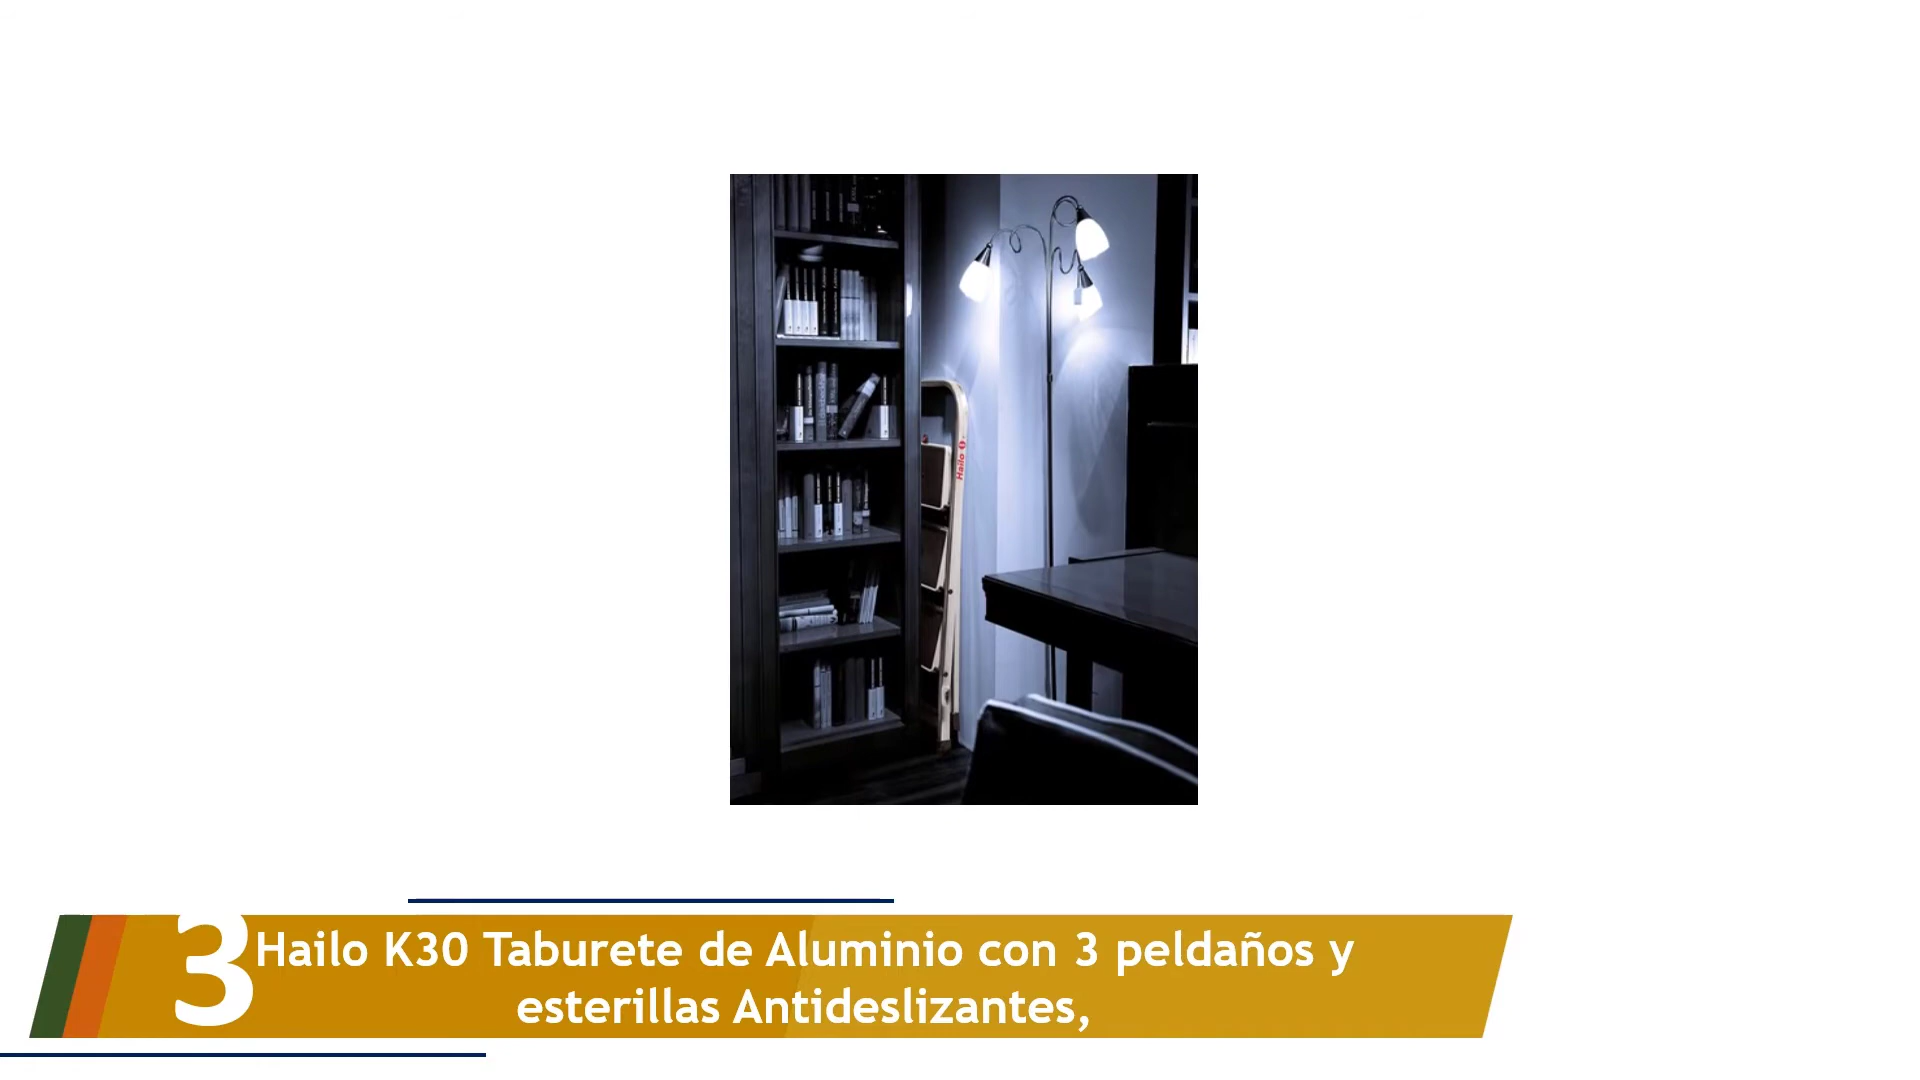 Hailo
3
Hailo K30 Taburete de Aluminio con 3 peldaños y
esterillas Antideslizantes,